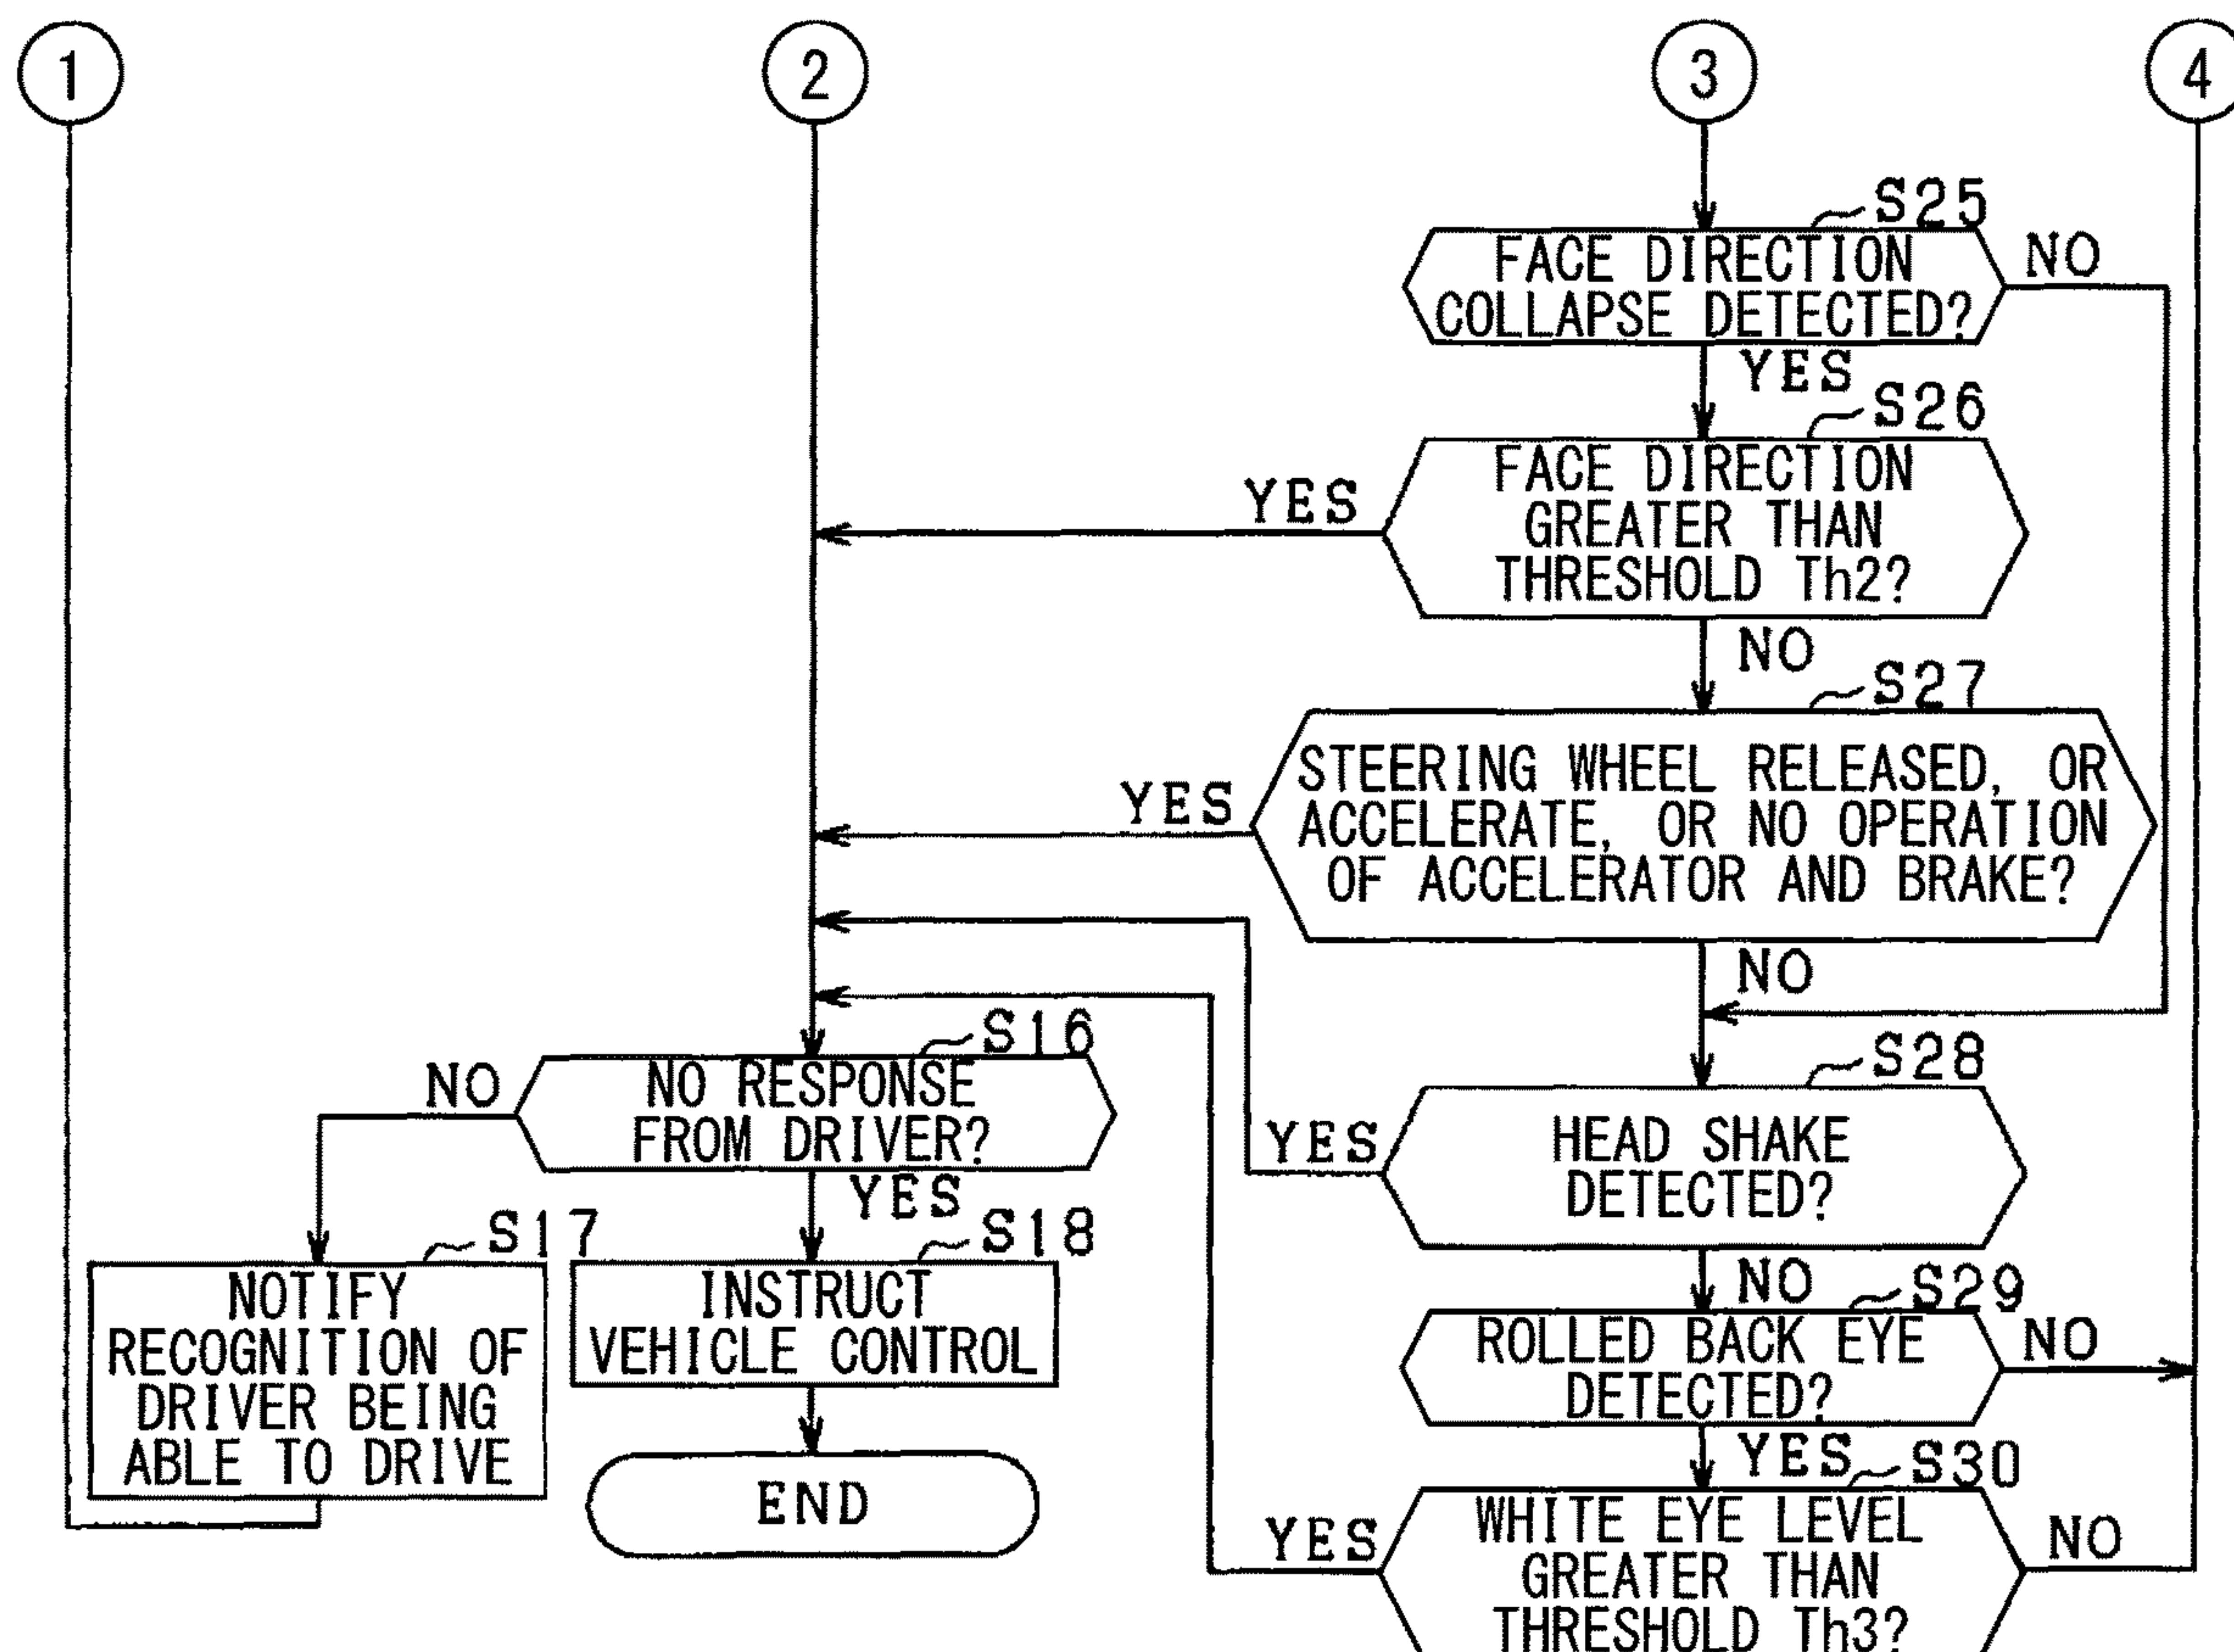 1
2
3
4
S25
FACE DIRECTION
COLLAPSE DETECTED?
NO
YES
S26
FACE DIRECTION
GREATER THAN
THRESHOLD Th2?
YES
NO
S27
STEERING WHEEL RELEASED, OR
ACCELERATE, OR NO OPERATION
OF ACCELERATOR AND BRAKE?
YES
NO
S16
NO RESPONSE
FROM DRIVER?
NO
YES
S28
HEAD SHAKE
DETECTED?
YES
NO
S17
NOTIFY
RECOGNITION OF
DRIVER BEING
ABLE TO DRIVE
S18
INSTRUCT
VEHICLE CONTROL
END
S29
ROLLED BACK EYE
DETECTED?
NO
YES
S30
WHITE EYE LEVEL
GREATER THAN
THRESHOLD Th3?
YES
NO